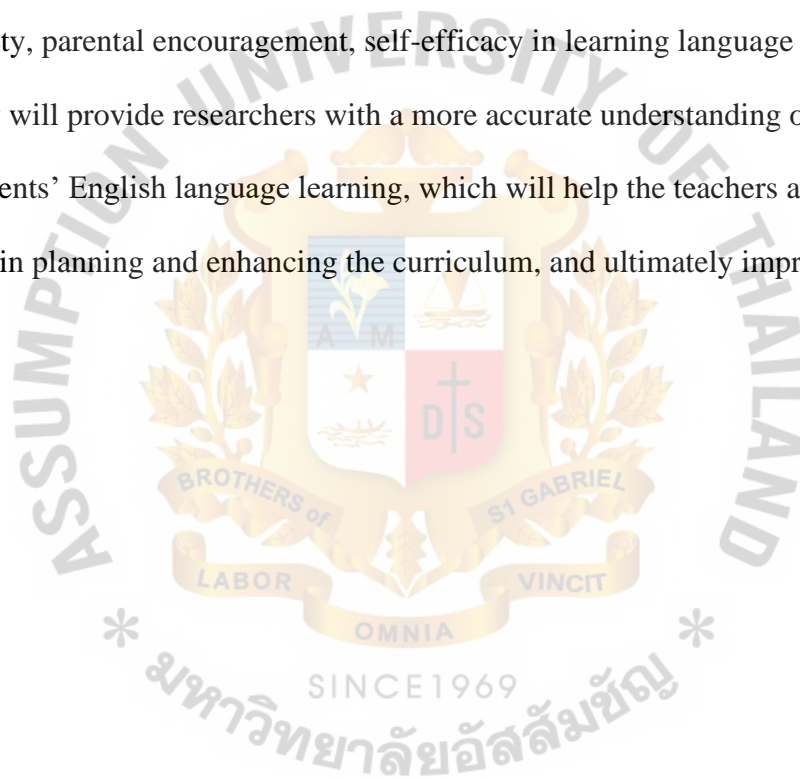 ty, parental encouragement, self-efficacy in learning language
will provide researchers with a more accurate understanding o
ents’ English language learning, which will help the teachers a
in planning and enhancing the curriculum, and ultimately impr
ASSUMPTION UNIVERSITY OF THAILAND
A M
D S
BROTHERS of ST GABRIEL
LABOR OMNIA VINCIT
SINCE1969
* มหาวิทยาลัยอัสสัมชัญ *